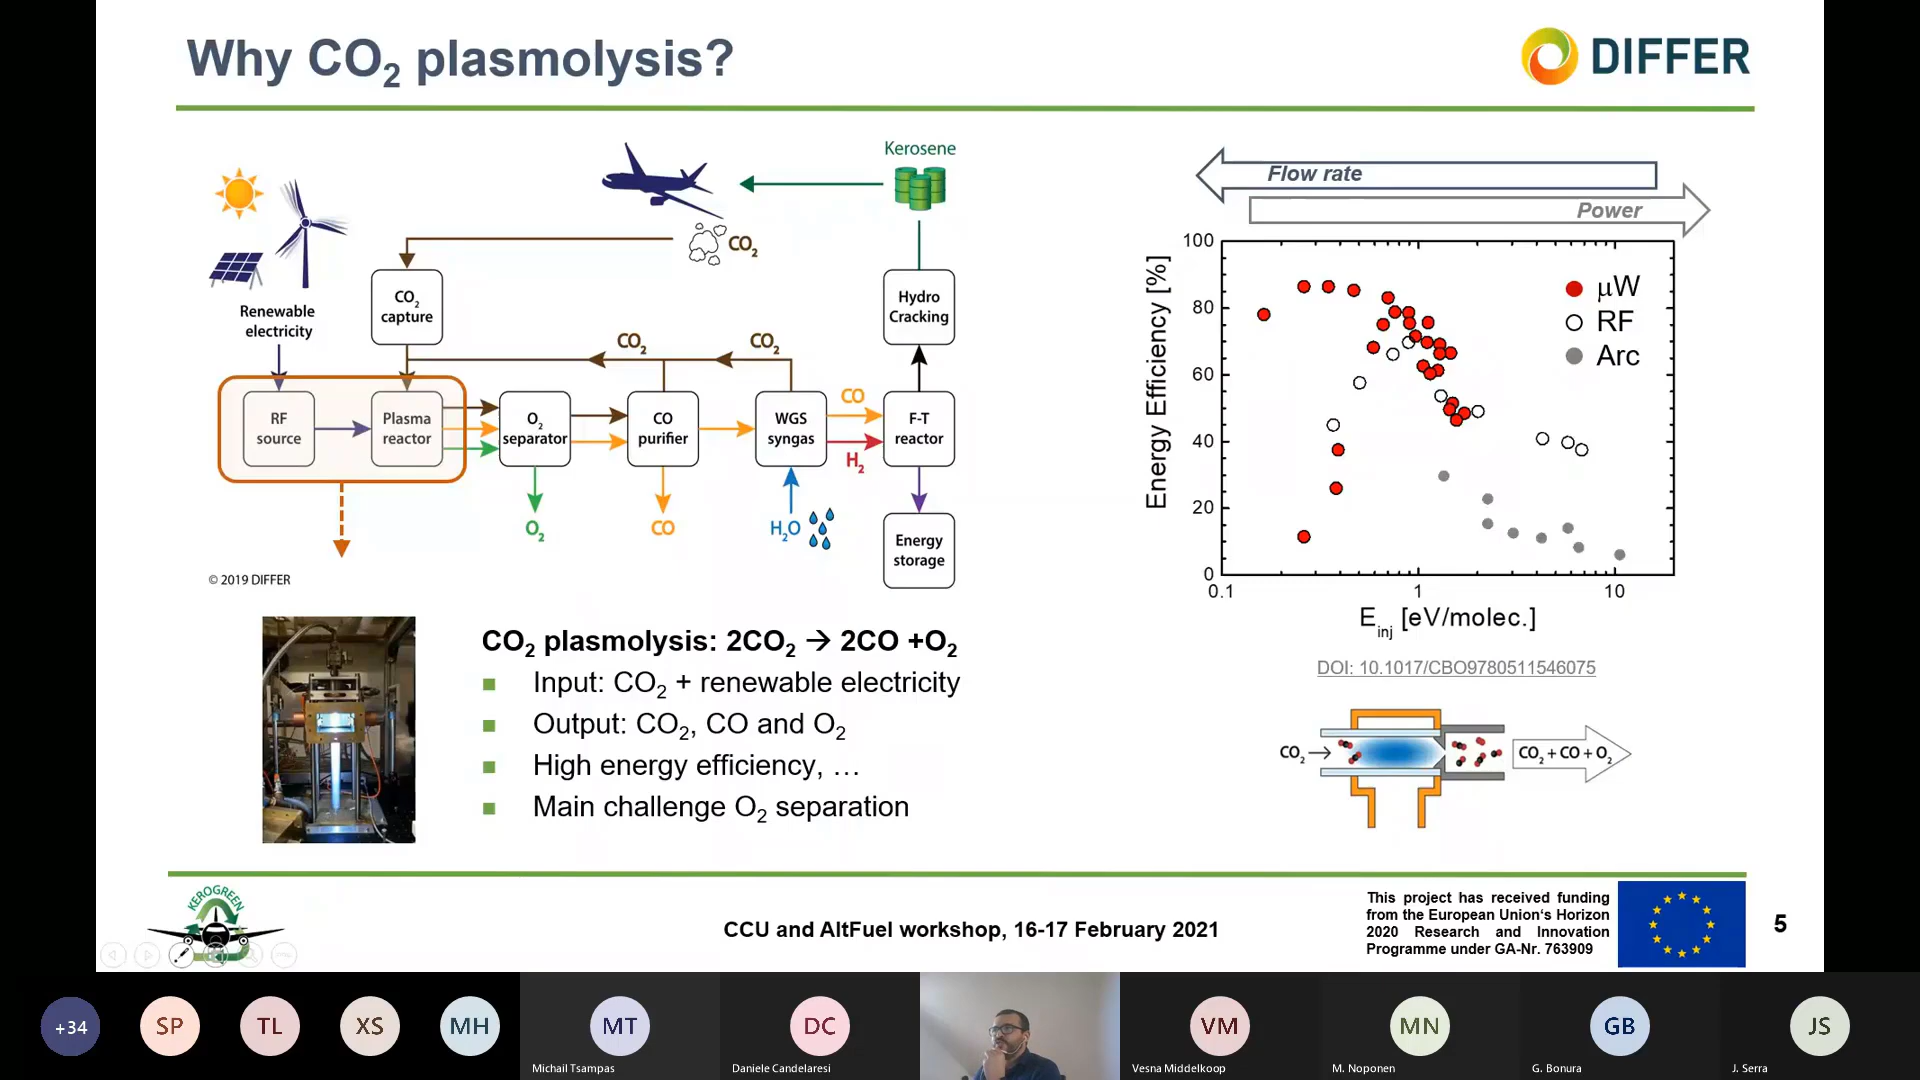 Why CO₂ plasmolysis?
DIFFER
Kerosene
CO₂
Renewable
electricity
CO₂
capture
Hydro
Cracking
CO₂
CO₂
RF
source
Plasma
reactor
O₂
separator
CO
purifier
WGS
syngas
CO
H₂
F-T
reactor
O₂
CO
H₂O
Energy
storage
© 2019 DIFFER
Flow rate
Power
Energy Efficiency [%]
100
80
60
40
20
0
0.1
1
10
μW
RF
Arc
E inj [eV/molec.]
DOI: 10.1017/CBO9780511546075
CO₂
CO₂ + CO + O₂
CO₂ plasmolysis: 2CO₂ → 2CO +O₂
Input: CO₂ + renewable electricity
Output: CO₂, CO and O₂
High energy efficiency, …
Main challenge O₂ separation
KEROGREEN
CCU and AltFuel workshop, 16-17 February 2021
This project has received funding
from the European Union‘s Horizon
2020 Research and Innovation
Programme under GA-Nr. 763909
5
+34
SP
TL
XS
MH
MT
Michail Tsampas
DC
Daniele Candelaresi
VM
Vesna Middelkoop
MN
M. Noponen
GB
G. Bonura
JS
J. Serra